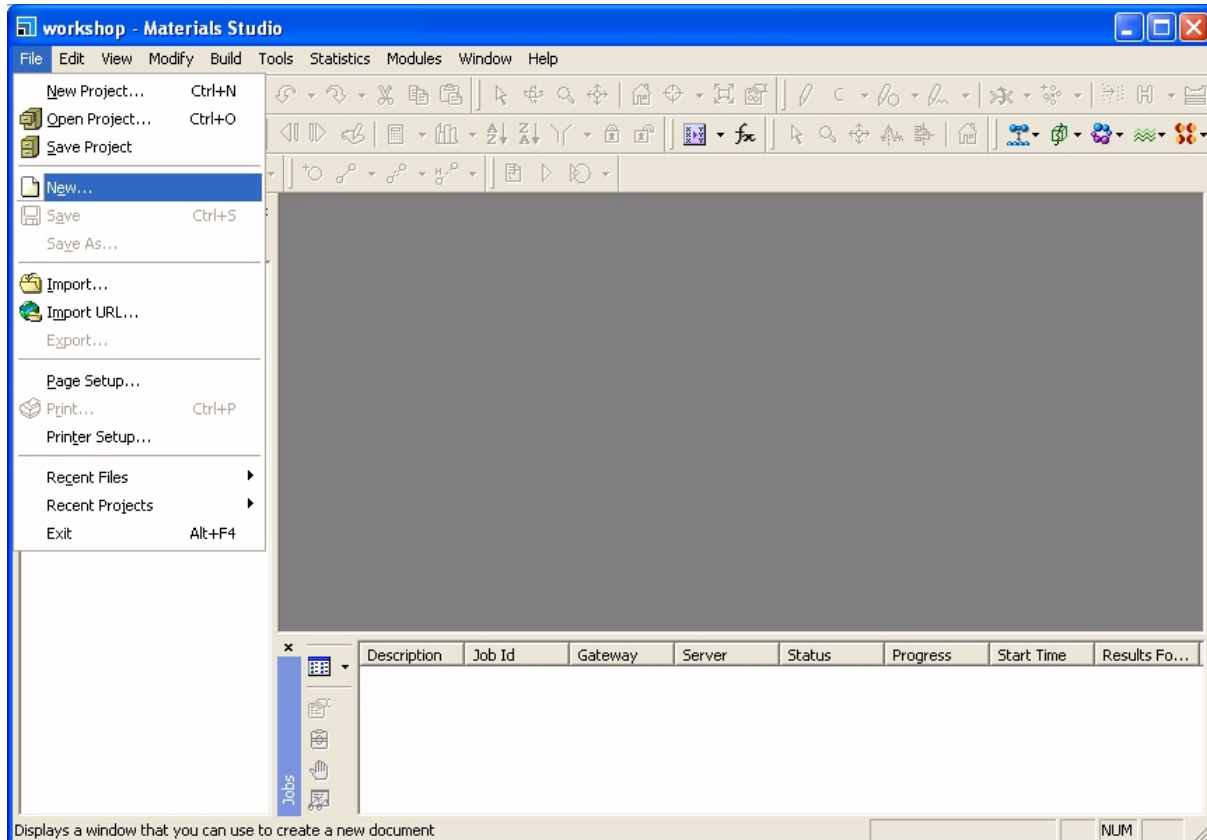 workshop - Materials Studio
File Edit View Modify Build Tools Statistics Modules Window Help
New Project... Ctrl+N
Open Project... Ctrl+O
Save Project
New...
Save Ctrl+S
Save As...
Import...
Import URL...
Export...
Page Setup...
Print... Ctrl+P
Printer Setup...
Recent Files
Recent Projects
Exit Alt+F4
Description Job Id Gateway Server Status Progress Start Time Results Fo...
Jobs
Displays a window that you can use to create a new document
NUM